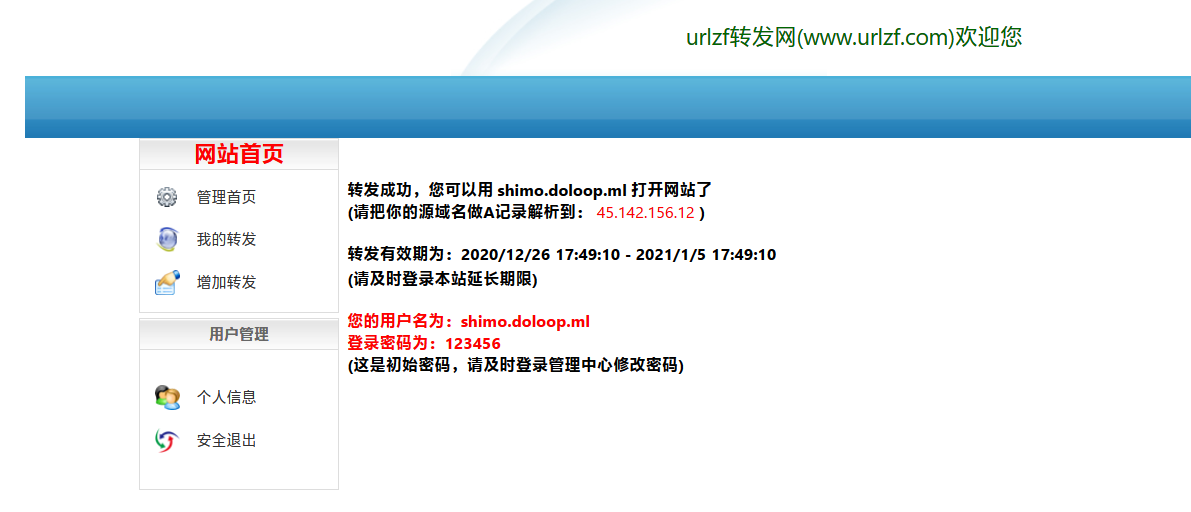 urlzf转发网(www.urlzf.com)欢迎您
网站首页
管理首页
我的转发
增加转发
用户管理
个人信息
安全退出
转发成功，您可以用 shimo.doloop.ml 打开网站了
(请把你的源域名做A记录解析到： 45.142.156.12 )
转发有效期为：2020/12/26 17:49:10 - 2021/1/5 17:49:10
(请及时登录本站延长期限)
您的用户名为：shimo.doloop.ml
登录密码为：123456
(这是初始密码，请及时登录管理中心修改密码)